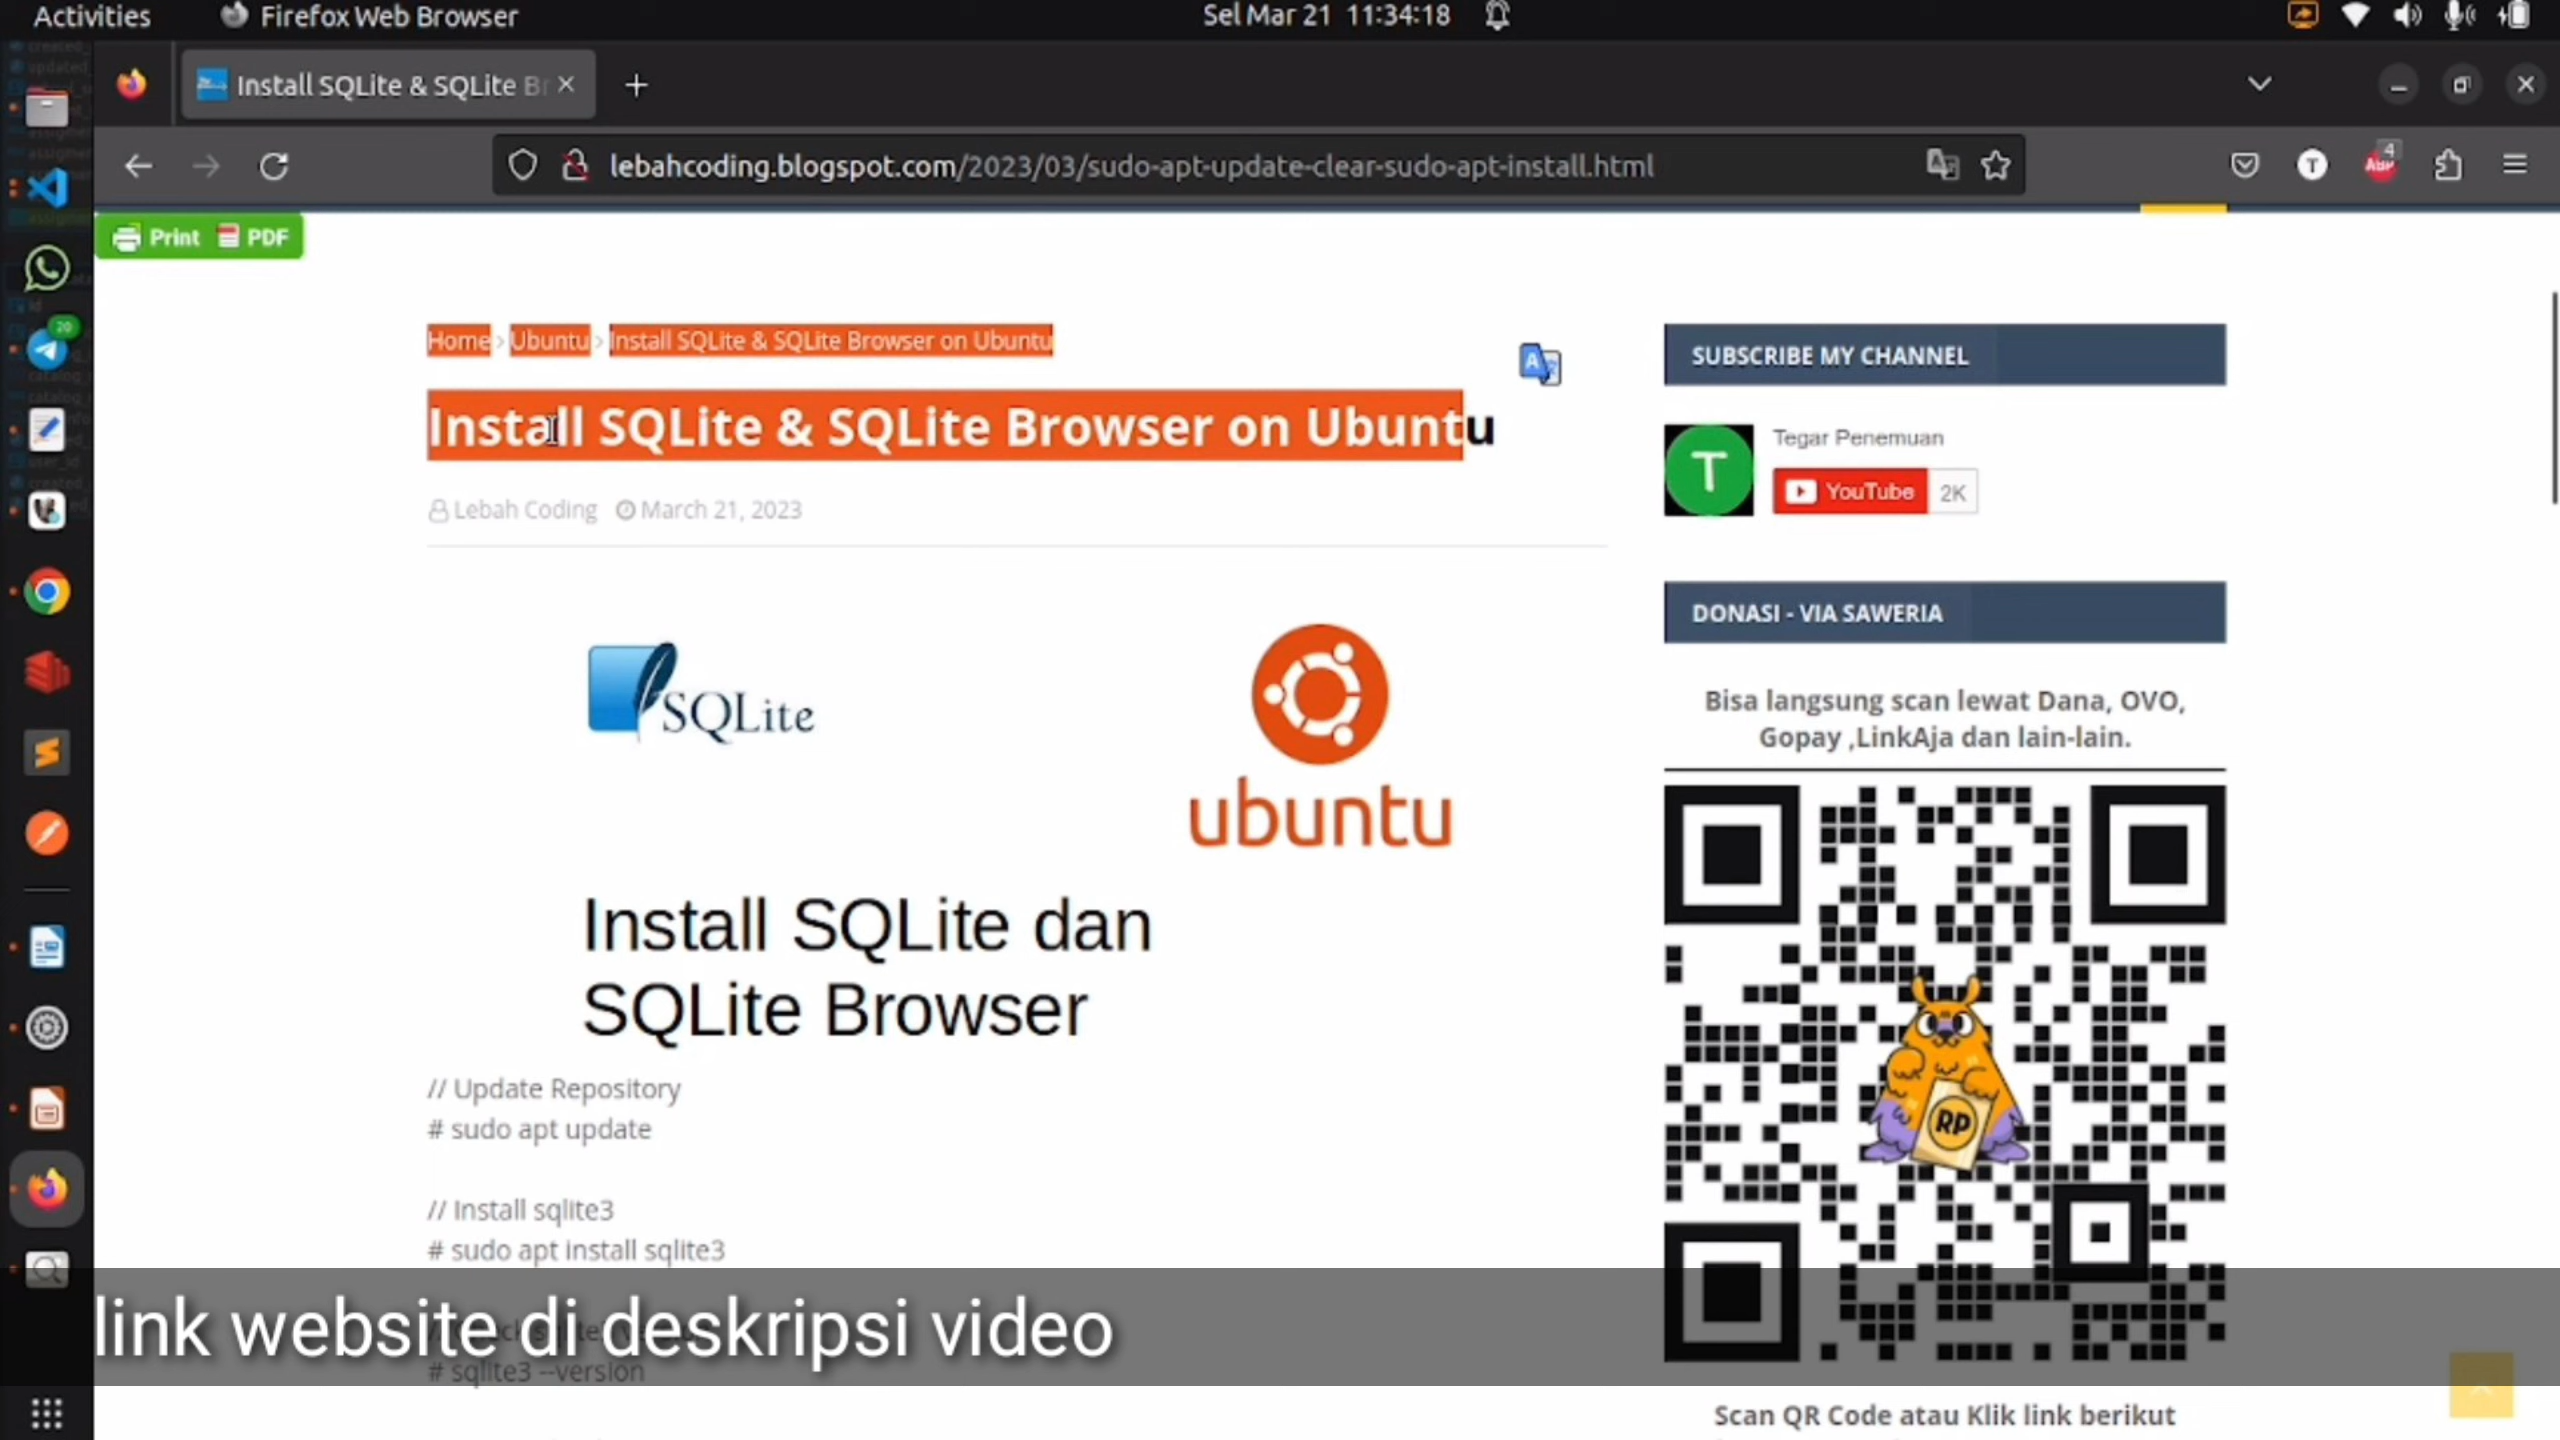 Activities
Firefox Web Browser
Sel Mar 21 11:34:18
Install SQLite & SQLite Br
lebahcoding.blogspot.com/2023/03/sudo-apt-update-clear-sudo-apt-install.html
T
ABP
4
Print
PDF
Home › Ubuntu › Install SQLite & SQLite Browser on Ubuntu
Install SQLite & SQLite Browser on Ubuntu
Lebah Coding
March 21, 2023
SQLite
ubuntu
Install SQLite dan
SQLite Browser
// Update Repository
# sudo apt update
// Install sqlite3
# sudo apt install sqlite3
# sqlite3 --version
link website di deskripsi video
SUBSCRIBE MY CHANNEL
T
Tegar Penemuan
YouTube
2K
DONASI - VIA SAWERIA
Bisa langsung scan lewat Dana, OVO,
Gopay ,LinkAja dan lain-lain.
RP
Scan QR Code atau Klik link berikut
20